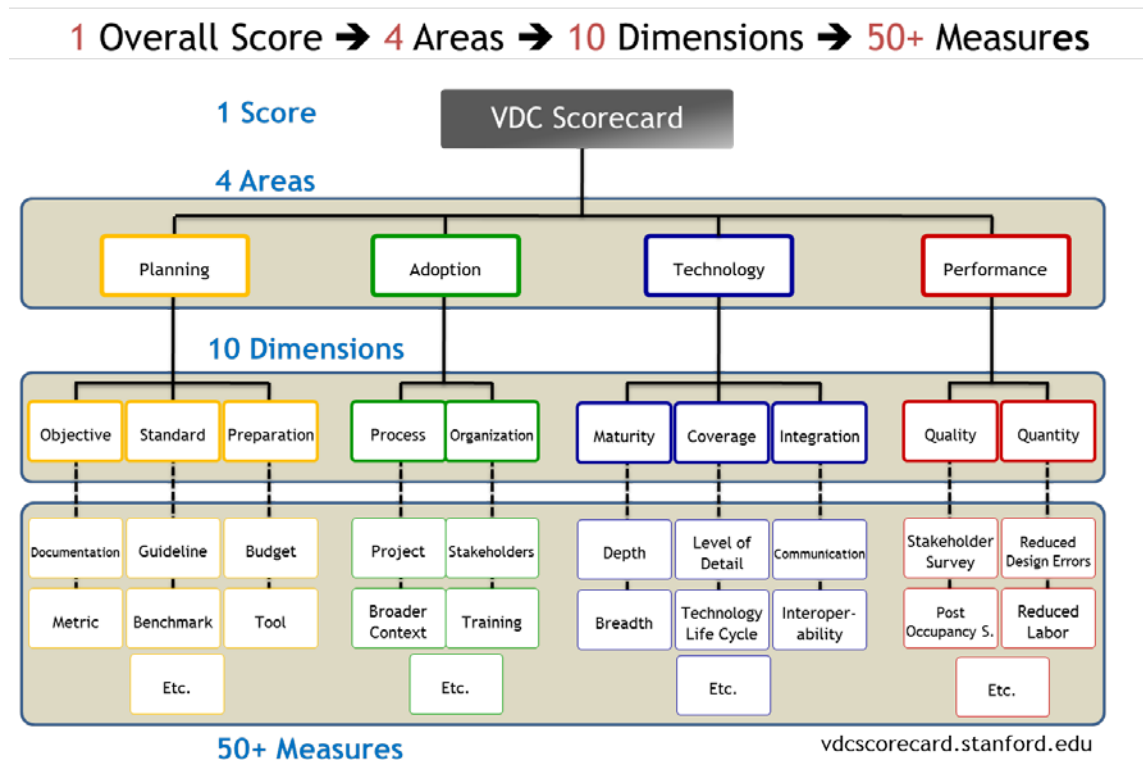 1 Overall Score ➔ 4 Areas ➔ 10 Dimensions ➔ 50+ Measures
1 Score
VDC Scorecard
4 Areas
Planning
Adoption
Technology
Performance
10 Dimensions
Objective
Standard
Preparation
Process
Organization
Maturity
Coverage
Integration
Quality
Quantity
Documentation
Guideline
Budget
Project
Stakeholders
Depth
Level of
Detail
Communication
Stakeholder
Survey
Reduced
Design Errors
Metric
Benchmark
Tool
Broader
Context
Training
Breadth
Technology
Life Cycle
Interoper-
ability
Post
Occupancy S.
Reduced
Labor
Etc.
Etc.
Etc.
Etc.
50+ Measures
vdcscorecard.stanford.edu